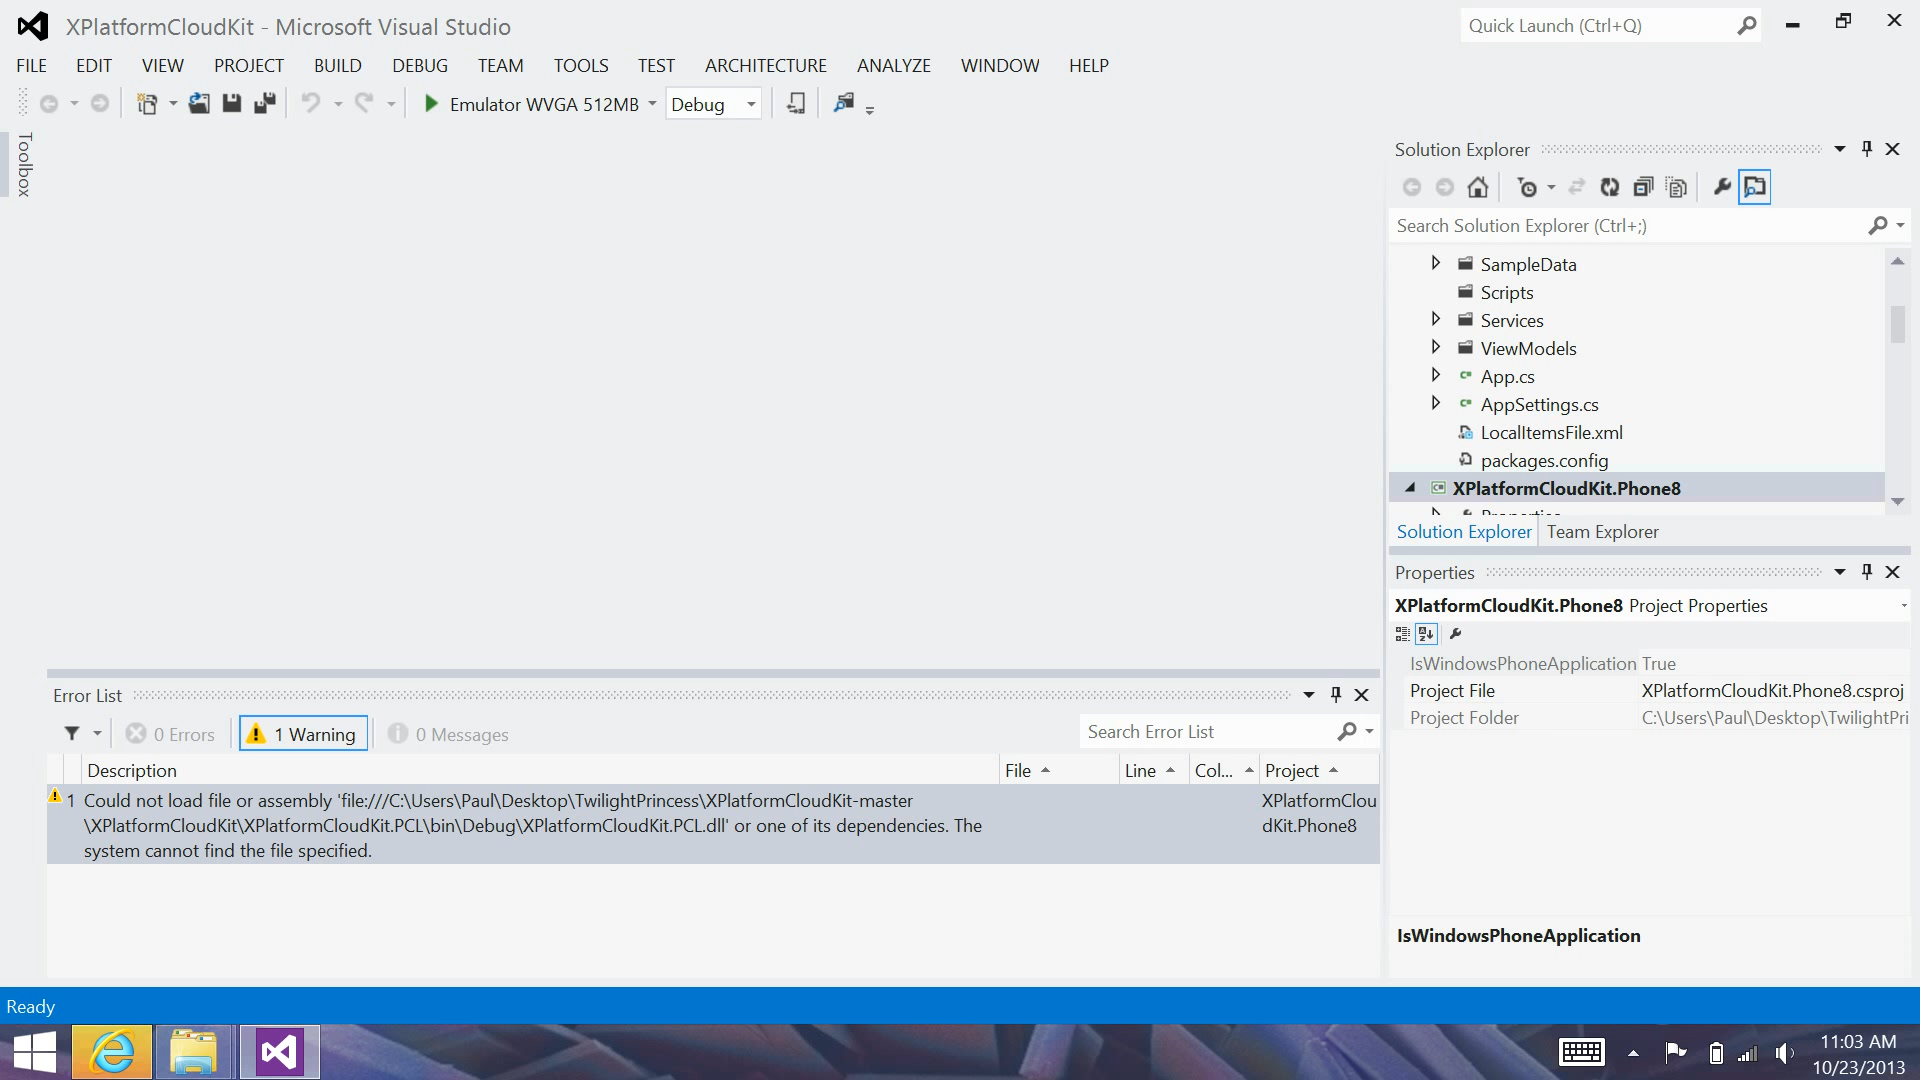 XPlatformCloudKit - Microsoft Visual Studio
Quick Launch (Ctrl+Q)
FILE EDIT VIEW PROJECT BUILD DEBUG TEAM TOOLS TEST ARCHITECTURE ANALYZE WINDOW HELP
Emulator WVGA 512MB Debug
Toolbox
Solution Explorer
Search Solution Explorer (Ctrl+;)
SampleData
Scripts
Services
ViewModels
App.cs
AppSettings.cs
LocalItemsFile.xml
packages.config
XPlatformCloudKit.Phone8
Properties
Solution Explorer Team Explorer
Properties
XPlatformCloudKit.Phone8 Project Properties
IsWindowsPhoneApplication True
Project File XPlatformCloudKit.Phone8.csproj
Project Folder C:\Users\Paul\Desktop\TwilightPri
IsWindowsPhoneApplication
Error List
0 Errors 1 Warning 0 Messages
Search Error List
Description File Line Col... Project
1 Could not load file or assembly 'file:///C:\Users\Paul\Desktop\TwilightPrincess\XPlatformCloudKit-master XPlatformClou
\XPlatformCloudKit\XPlatformCloudKit.PCL\bin\Debug\XPlatformCloudKit.PCL.dll' or one of its dependencies. The dKit.Phone8
system cannot find the file specified.
Ready
11:03 AM
10/23/2013